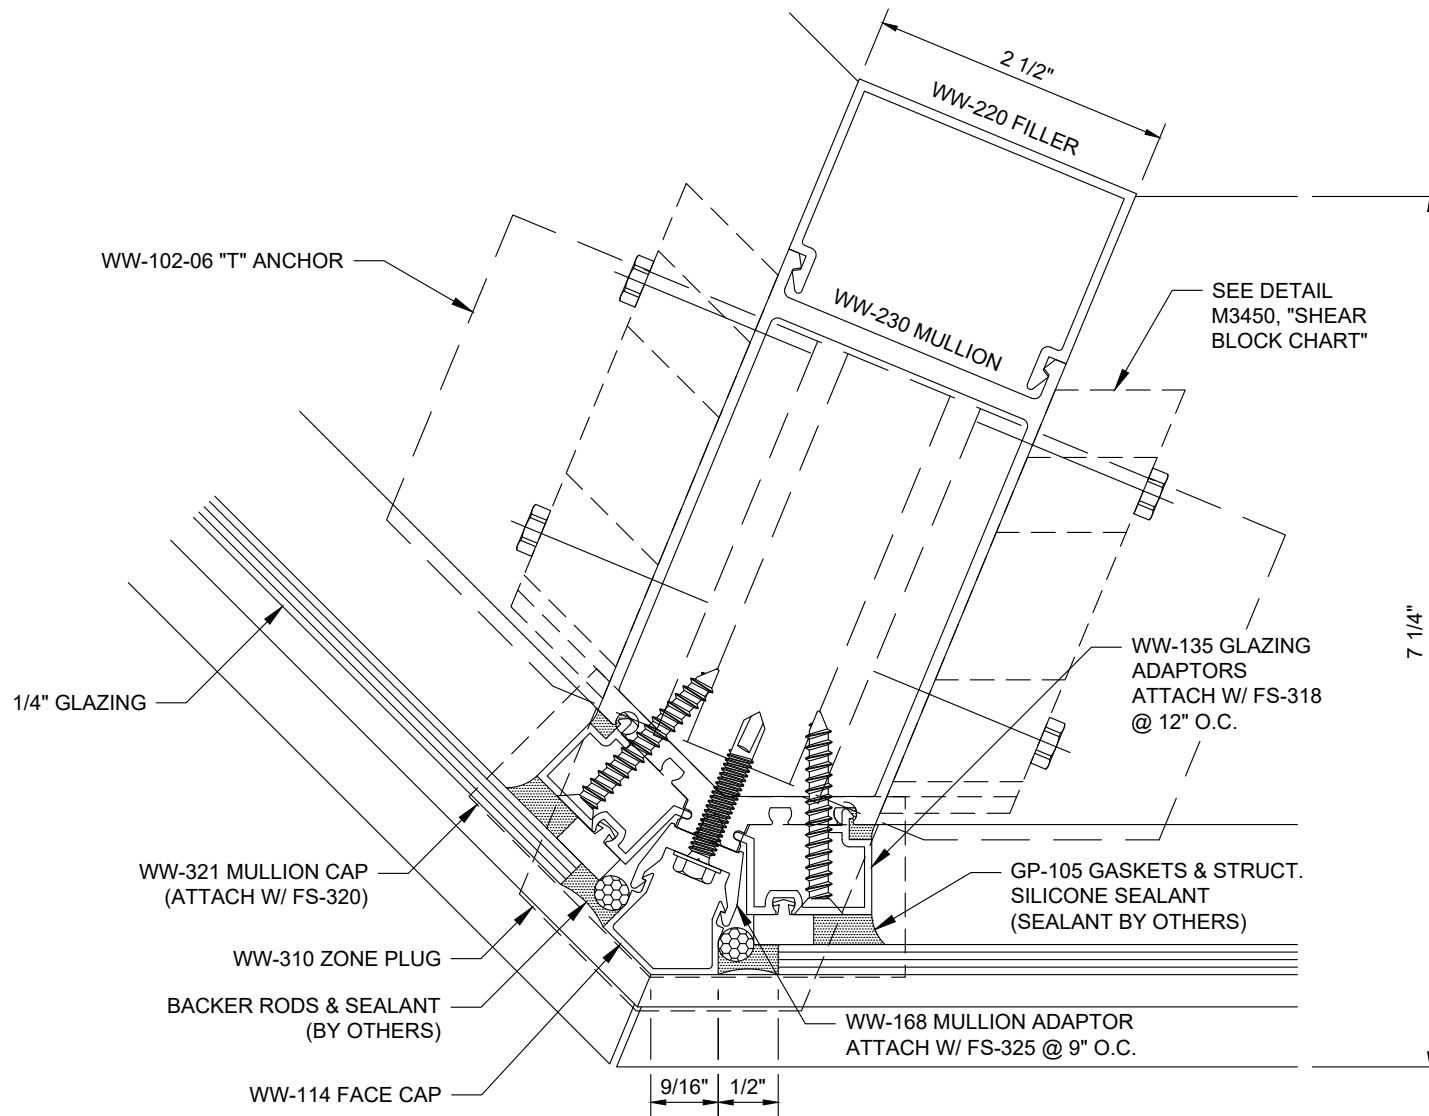 2 1/2"
WW-220 FILLER
WW-102-06 "T" ANCHOR
WW-230 MULLION
SEE DETAIL
M3450, "SHEAR
BLOCK CHART"
7 1/4"
WW-135 GLAZING
ADAPTORS
ATTACH W/ FS-318
@ 12" O.C.
1/4" GLAZING
WW-321 MULLION CAP
(ATTACH W/ FS-320)
GP-105 GASKETS & STRUCT.
SILICONE SEALANT
(SEALANT BY OTHERS)
WW-310 ZONE PLUG
BACKER RODS & SEALANT
(BY OTHERS)
WW-168 MULLION ADAPTOR
ATTACH W/ FS-325 @ 9" O.C.
WW-114 FACE CAP
9/16"
1/2"